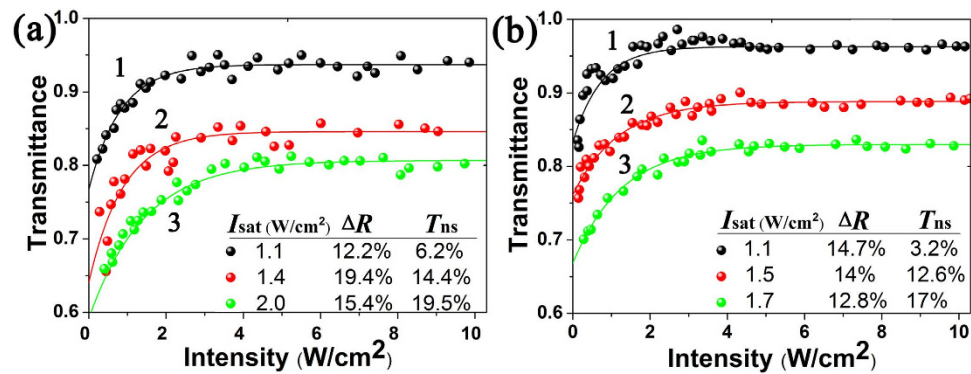 (a)
1.0
0.9
0.8
0.7
0.6
Transmittance
1
2
3
I_sat (W/cm²) ΔR T_ns
1.1 12.2% 6.2%
1.4 19.4% 14.4%
2.0 15.4% 19.5%
0 2 4 6 8 10
Intensity (W/cm²)
(b)
1.0
0.9
0.8
0.7
0.6
Transmittance
1
2
3
I_sat (W/cm²) ΔR T_ns
1.1 14.7% 3.2%
1.5 14% 12.6%
1.7 12.8% 17%
0 2 4 6 8 10
Intensity (W/cm²)